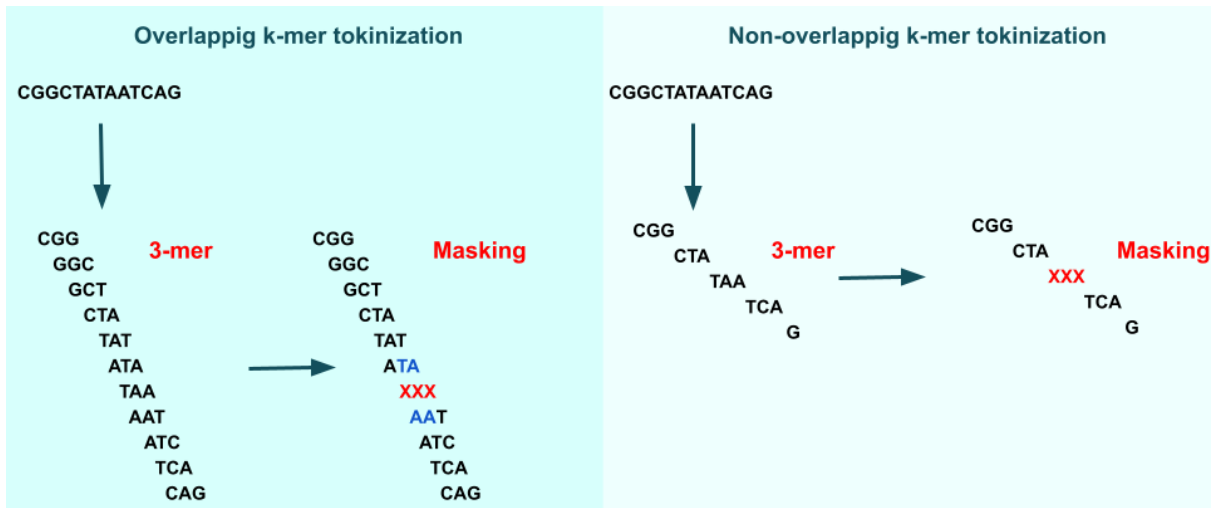 Overlappig k-mer tokinization
CGGCTATAATCAG
3-mer
CGG
GGC
GCT
CTA
TAT
ATA
TAA
AAT
ATC
TCA
CAG
Masking
CGG
GGC
GCT
CTA
TAT
ATA
XXX
AAT
ATC
TCA
CAG
Non-overlappig k-mer tokinization
CGGCTATAATCAG
3-mer
CGG
CTA
TAA
TCA
G
Masking
CGG
CTA
XXX
TCA
G